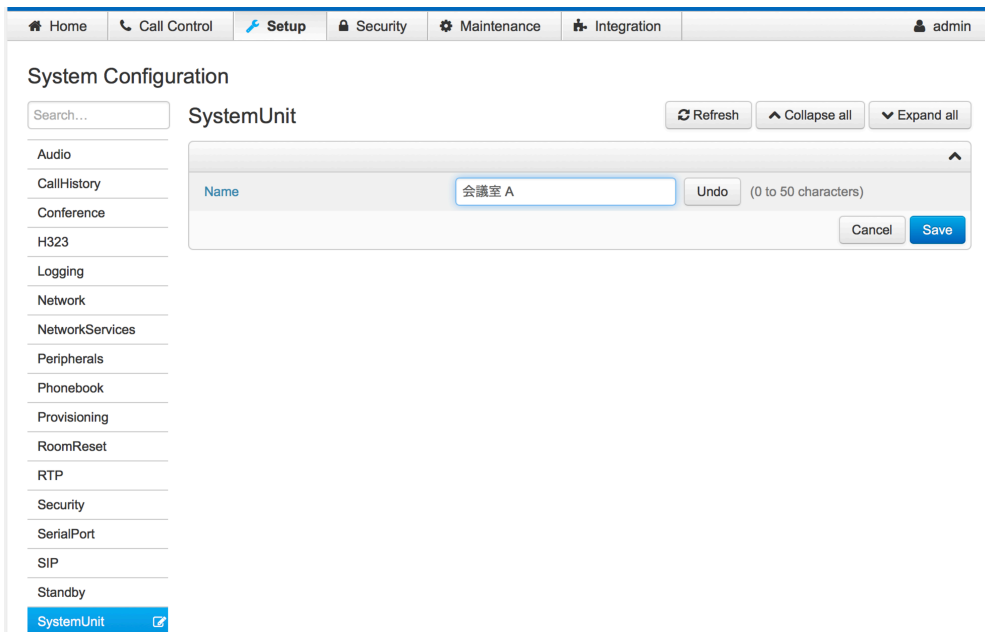 Home Call Control Setup Security Maintenance Integration admin
System Configuration
Search...
SystemUnit
Refresh Collapse all Expand all
Audio
CallHistory
Conference
H323
Logging
Network
NetworkServices
Peripherals
Phonebook
Provisioning
RoomReset
RTP
Security
SerialPort
SIP
Standby
SystemUnit
Name 会議室 A Undo (0 to 50 characters)
Cancel Save